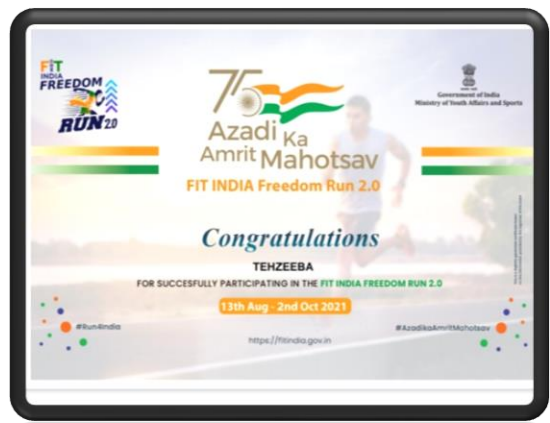 FiT
INDIA
FREEDOM
RUN 2.0
75
Azadi Ka
Amrit Mahotsav
Government of India
Ministry of Youth Affairs and Sports
FIT INDIA Freedom Run 2.0
Congratulations
TEHZEEBA
FOR SUCCESFULLY PARTICIPATING IN THE FIT INDIA FREEDOM RUN 2.0
13th Aug - 2nd Oct 2021
#Run4India
#AzadikaAmritMahotsav
https://fitindia.gov.in